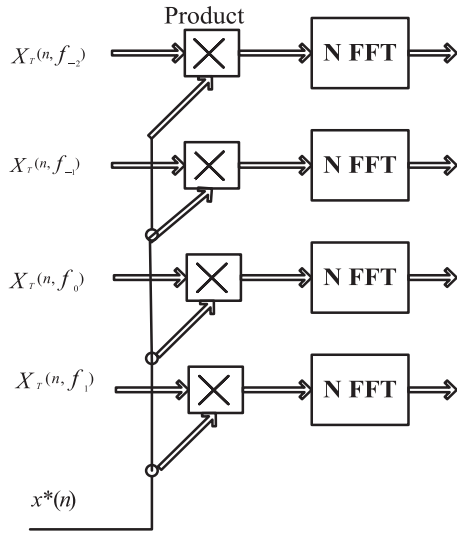 Product
X_T(n, f_−2) N FFT
X_T(n, f_−1) N FFT
X_T(n, f_0) N FFT
X_T(n, f_1) N FFT
x*(n)